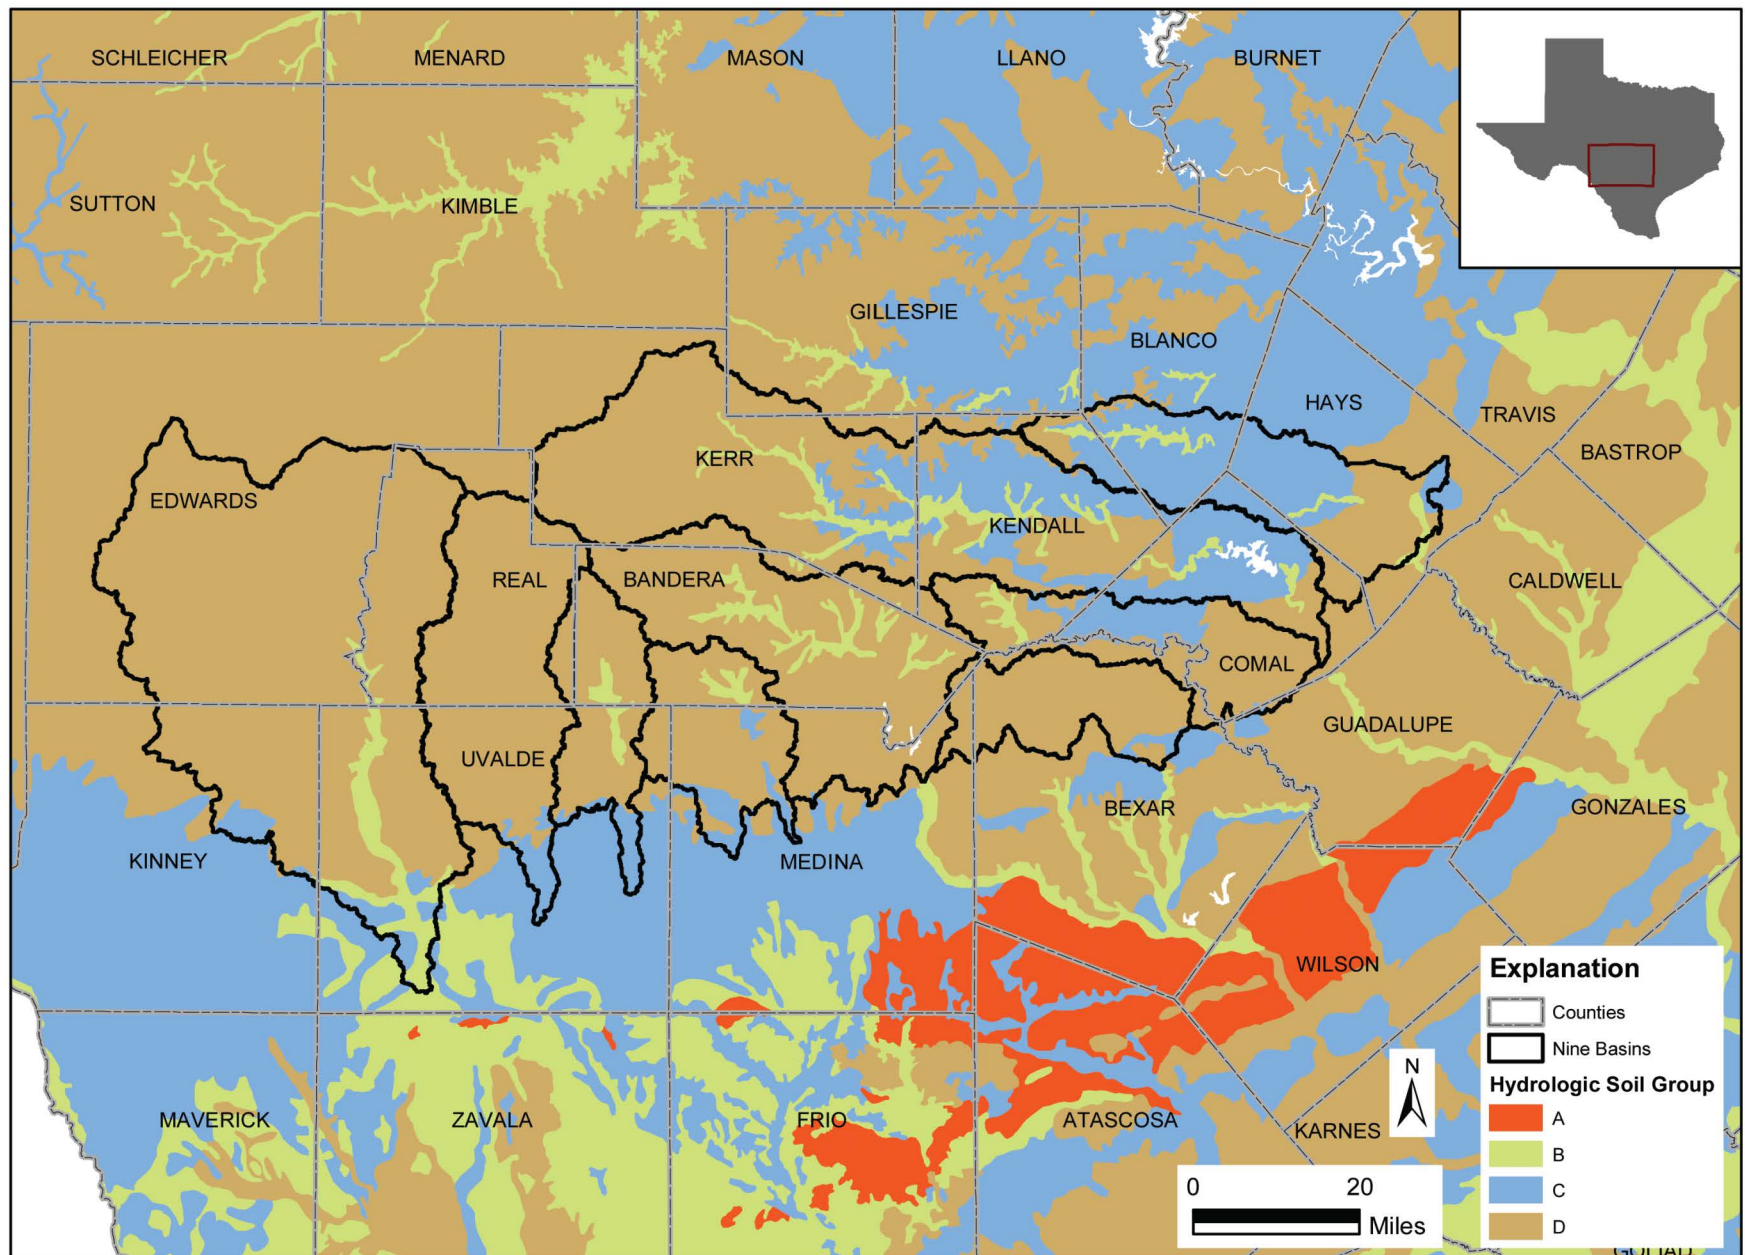 SCHLEICHER
MENARD
MASON
LLANO
BURNET
SUTTON
KIMBLE
GILLESPIE
BLANCO
HAYS
TRAVIS
BASTROP
KERR
EDWARDS
KENDALL
REAL
BANDERA
CALDWELL
COMAL
GUADALUPE
UVALDE
BEXAR
GONZALES
KINNEY
MEDINA
WILSON
MAVERICK
ZAVALA
FRIO
ATASCOSA
KARNES
GOLIAD
N
0 20
Miles
Explanation
Counties
Nine Basins
Hydrologic Soil Group
A
B
C
D